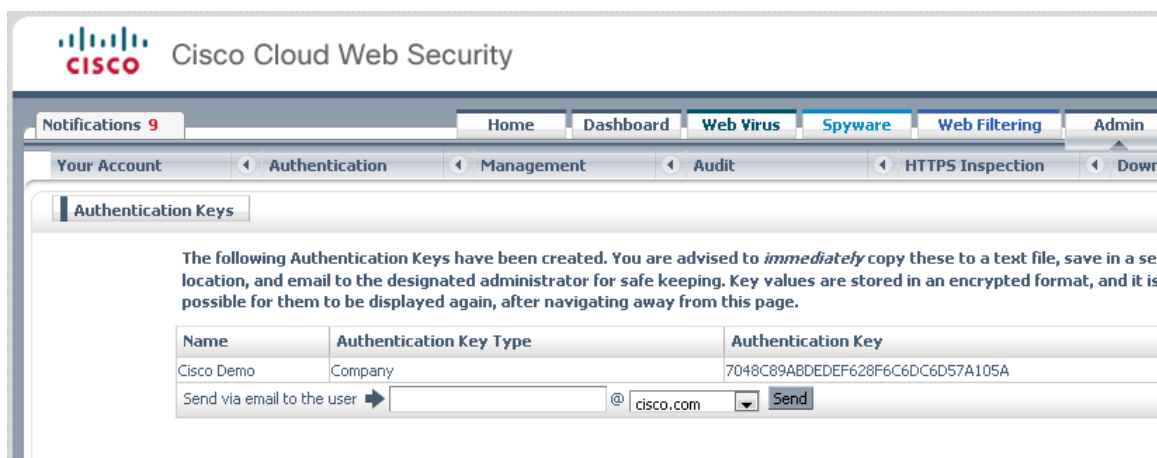 CISCO
Cisco Cloud Web Security
Notifications 9
Home Dashboard Web Virus Spyware Web Filtering Admin
Your Account Authentication Management Audit HTTPS Inspection Down
Authentication Keys
The following Authentication Keys have been created. You are advised to immediately copy these to a text file, save in a se
location, and email to the designated administrator for safe keeping. Key values are stored in an encrypted format, and it is
possible for them to be displayed again, after navigating away from this page.
Name Authentication Key Type Authentication Key
Cisco Demo Company 7048C89ABDEDEF628F6C6DC6D57A105A
Send via email to the user @ cisco.com Send